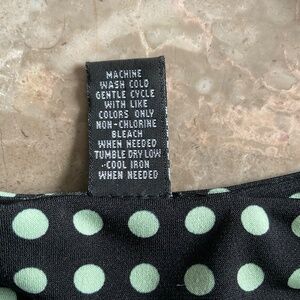 MACHINE
WASH COLD
GENTLE CYCLE
WITH LIKE
COLORS ONLY
NON-CHLORINE
BLEACH
WHEN NEEDED
TUMBLE DRY LOW
COOL IRON
WHEN NEEDED